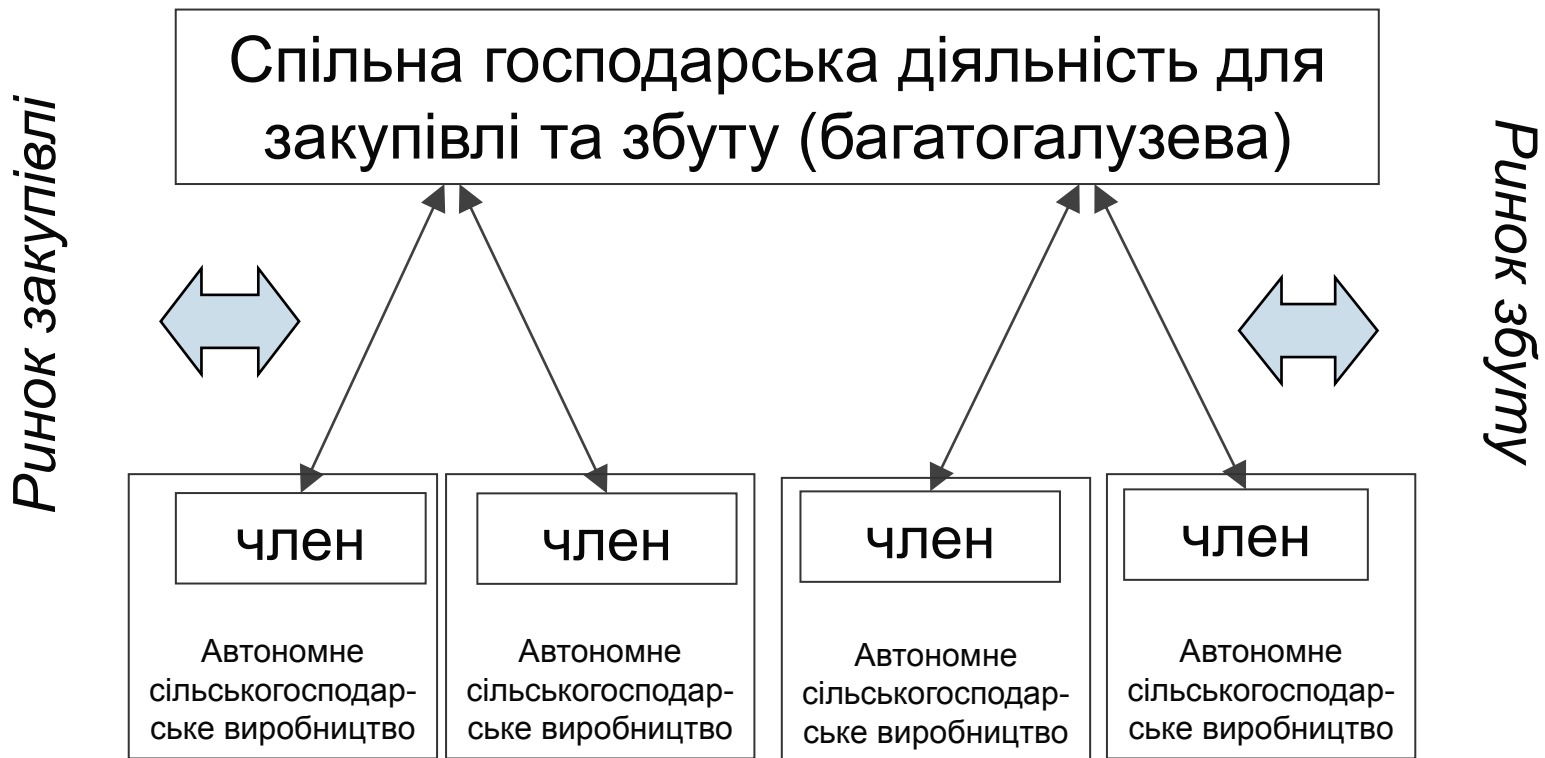 Спільна господарська діяльність для
закупівлі та збуту (багатогалузева)
Ринок закупівлі
Ринок збуту
член
Автономне
сільськогосподар-
ське виробництво
член
Автономне
сільськогосподар-
ське виробництво
член
Автономне
сільськогосподар-
ське виробництво
член
Автономне
сільськогосподар-
ське виробництво